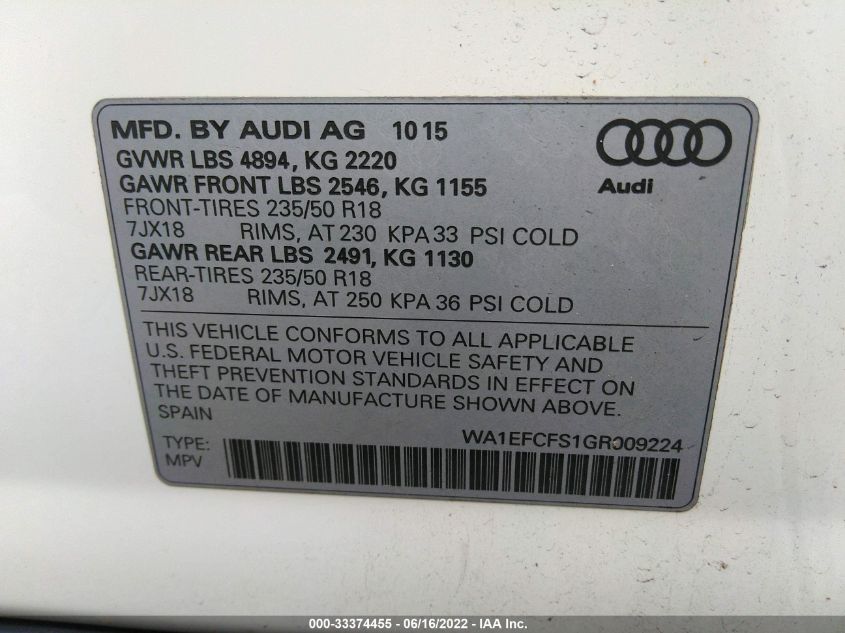 MFD. BY AUDI AG 10 15
GVWR LBS 4894, KG 2220
GAWR FRONT LBS 2546, KG 1155
FRONT-TIRES 235/50 R18
7JX18 RIMS, AT 230 KPA 33 PSI COLD
GAWR REAR LBS 2491, KG 1130
REAR-TIRES 235/50 R18
7JX18 RIMS, AT 250 KPA 36 PSI COLD
Audi
THIS VEHICLE CONFORMS TO ALL APPLICABLE
U.S. FEDERAL MOTOR VEHICLE SAFETY AND
THEFT PREVENTION STANDARDS IN EFFECT ON
THE DATE OF MANUFACTURE SHOWN ABOVE.
SPAIN
WA1EFCFS1GR009224
TYPE:
MPV
000-33374455 - 06/16/2022 - WA1EFCFS1GR009224